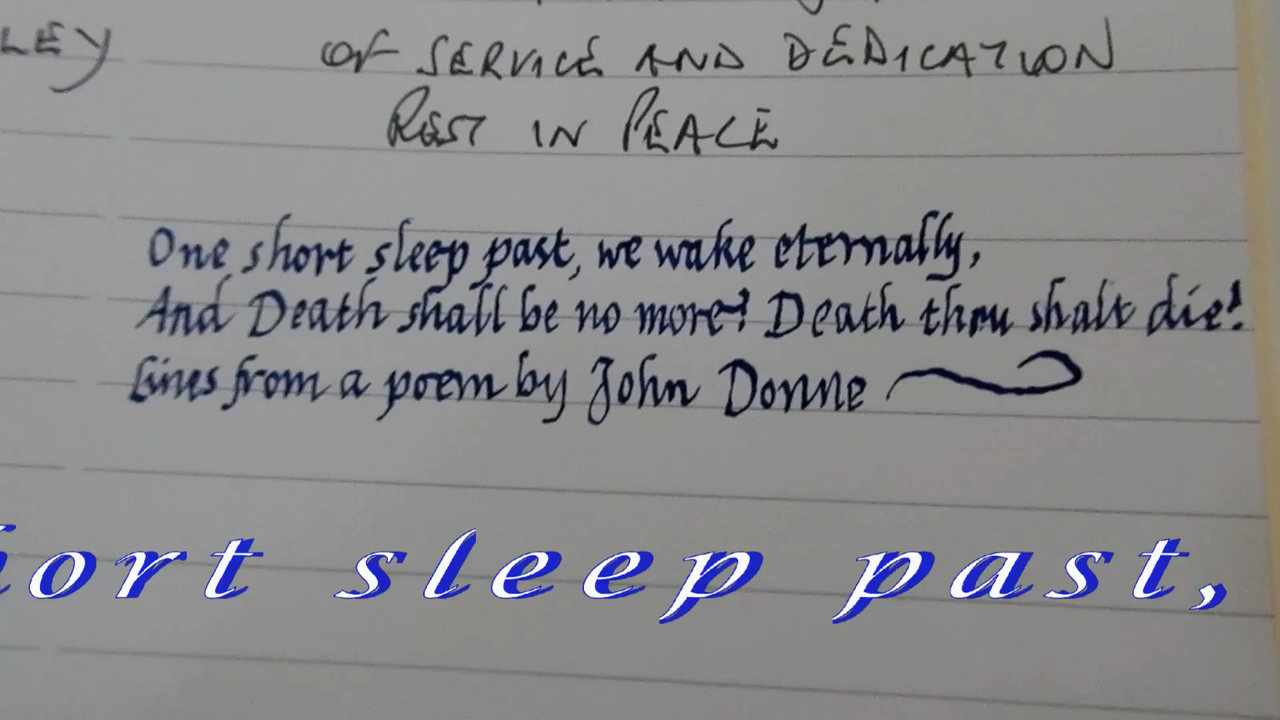 LEY
OF SERVICE AND DEDICATION
REST IN PEACE
One short sleep past, we wake eternally,
And Death shall be no more? Death thou shalt die!
Lines from a poem by John Donne
ort sleep past,